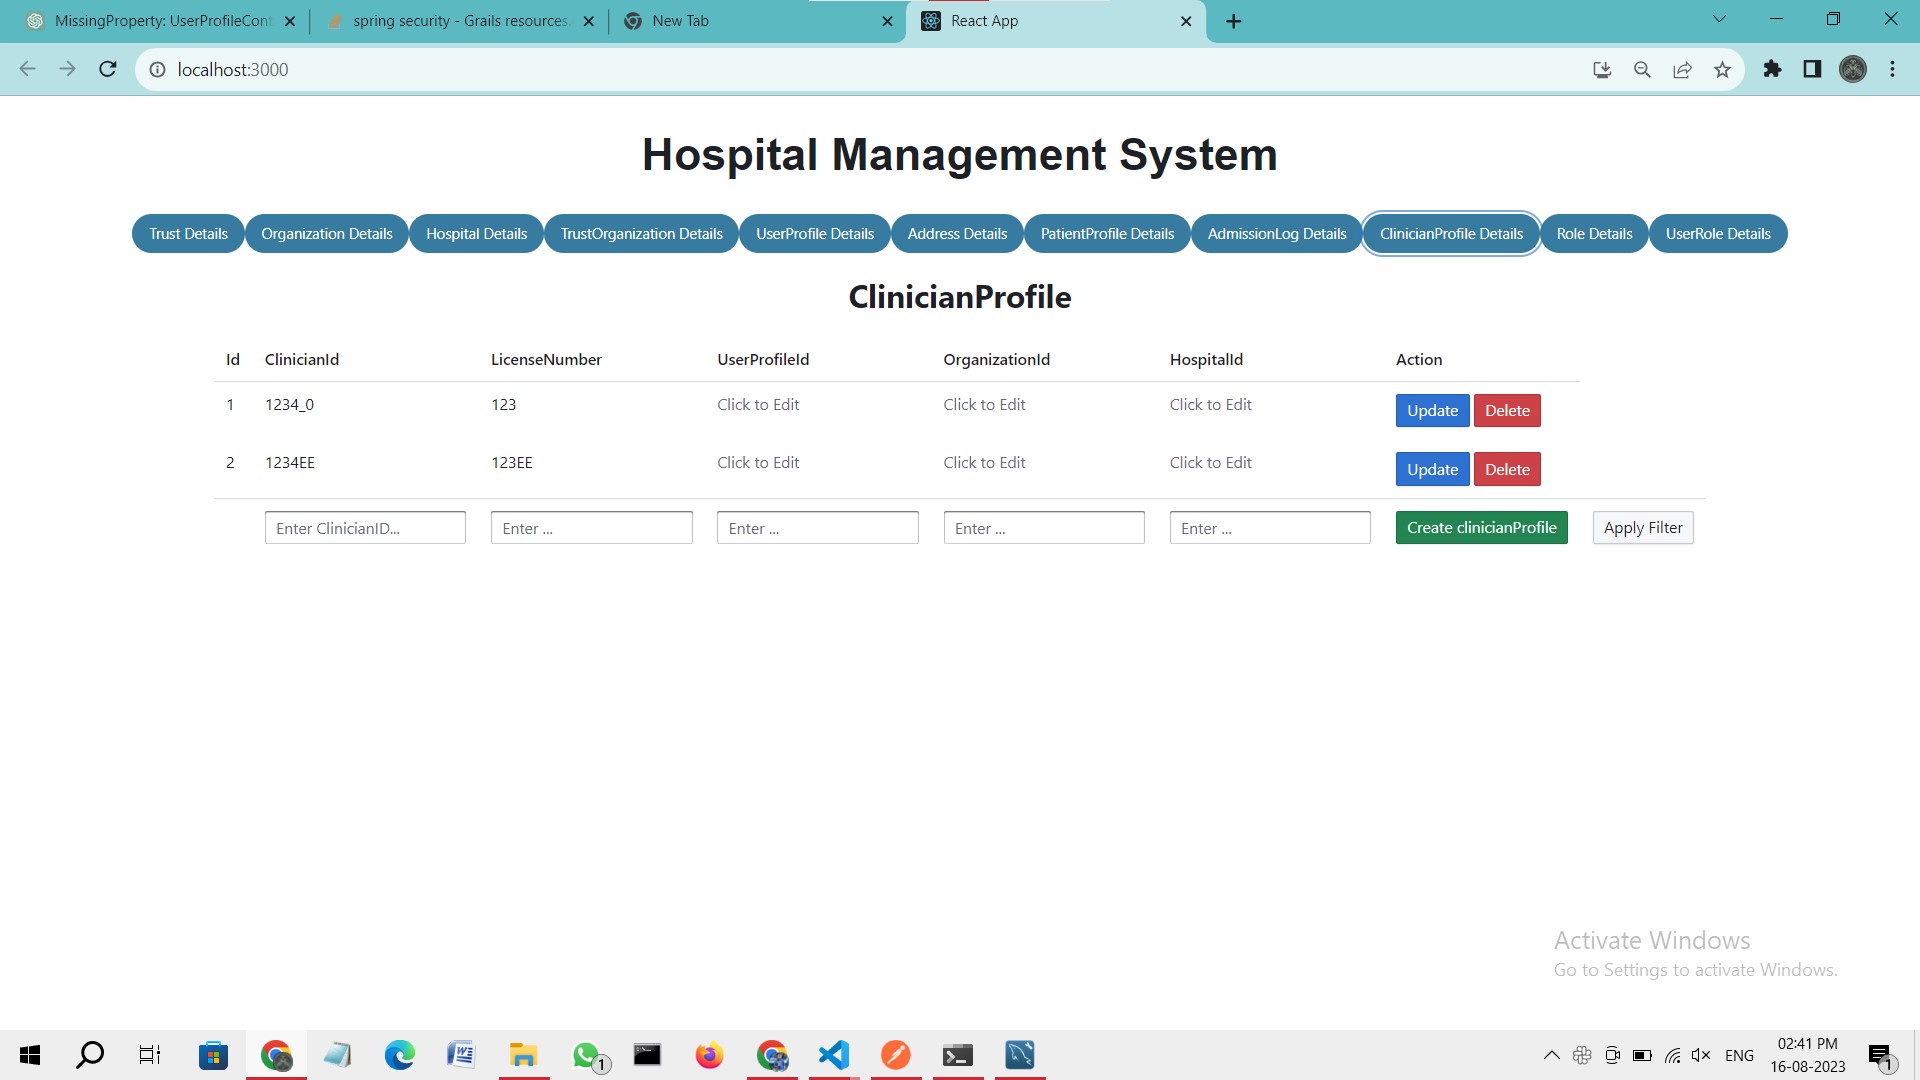 MissingProperty: UserProfileCont
spring security - Grails resources.
New Tab
React App
localhost:3000
Hospital Management System
Trust Details Organization Details Hospital Details TrustOrganization Details UserProfile Details Address Details PatientProfile Details AdmissionLog Details ClinicianProfile Details Role Details UserRole Details
ClinicianProfile
Id ClinicianId LicenseNumber UserProfileId OrganizationId HospitalId Action
1 1234_0 123 Click to Edit Click to Edit Click to Edit Update Delete
2 1234EE 123EE Click to Edit Click to Edit Click to Edit Update Delete
Enter ClinicianID... Enter ... Enter ... Enter ... Enter ... Create clinicianProfile Apply Filter
Activate Windows
Go to Settings to activate Windows.
1
ENG
02:41 PM
16-08-2023
1